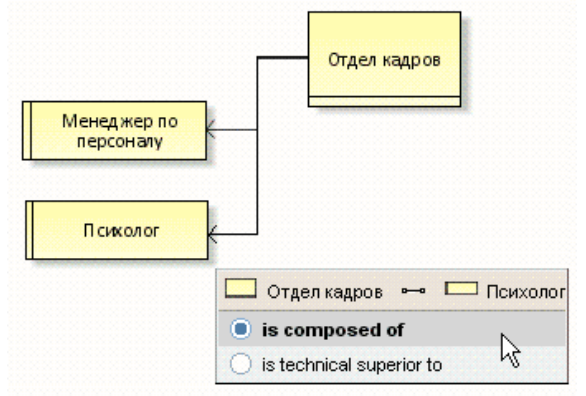 Отдел кадров
Менеджер по
персоналу
Психолог
Отдел кадров Психолог
is composed of
is technical superior to